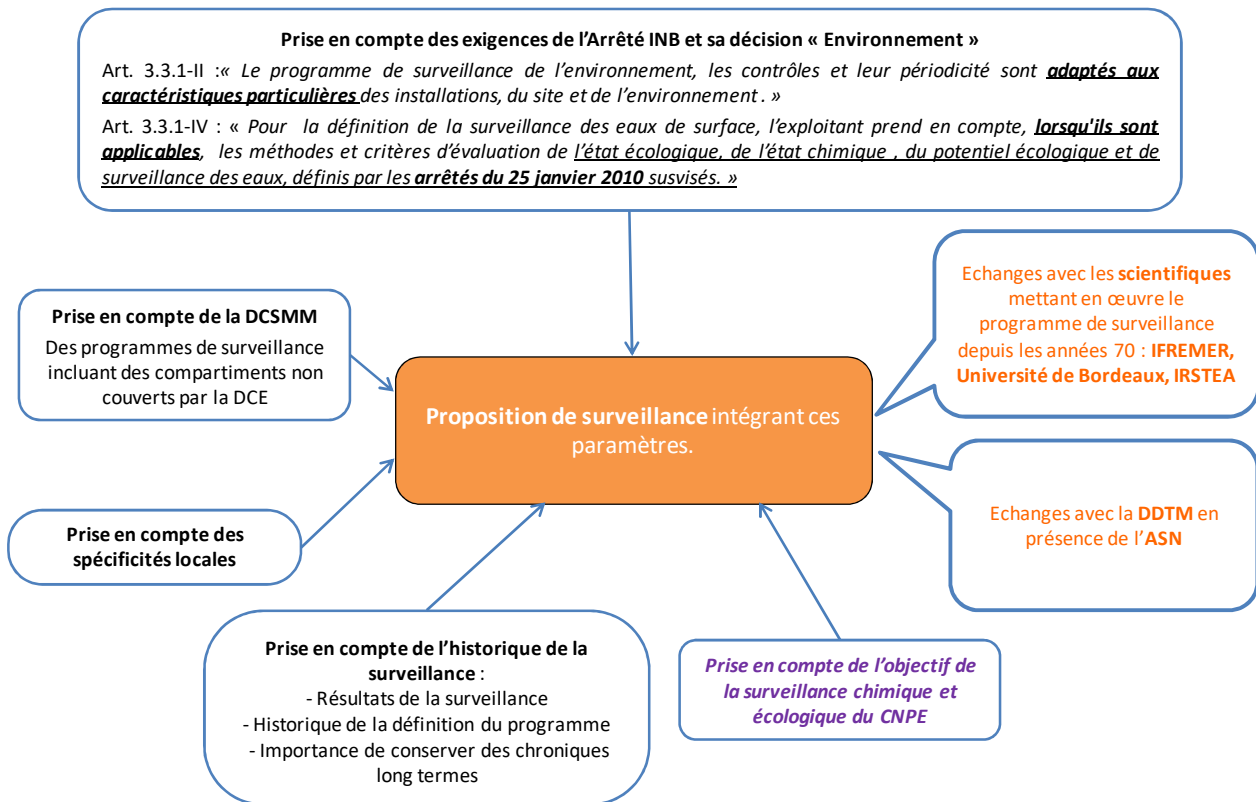 Prise en compte des exigences de l'Arrêté INB et sa décision « Environnement »
Art. 3.3.1-II :« Le programme de surveillance de l'environnement, les contrôles et leur périodicité sont adaptés aux
caractéristiques particulières des installations, du site et de l'environnement . »
Art. 3.3.1-IV : « Pour la définition de la surveillance des eaux de surface, l'exploitant prend en compte, lorsqu'ils sont
applicables, les méthodes et critères d'évaluation de l'état écologique, de l'état chimique , du potentiel écologique et de
surveillance des eaux, définis par les arrêtés du 25 janvier 2010 susvisés. »
Prise en compte de la DCSMM
Des programmes de surveillance
incluant des compartiments non
couverts par la DCE
Echanges avec les scientifiques
mettant en œuvre le
programme de surveillance
depuis les années 70 : IFREMER,
Université de Bordeaux, IRSTEA
Proposition de surveillance intégrant ces
paramètres.
Prise en compte des
spécificités locales
Echanges avec la DDTM en
présence de l'ASN
Prise en compte de l'historique de la
surveillance :
- Résultats de la surveillance
- Historique de la définition du programme
- Importance de conserver des chroniques
long termes
Prise en compte de l'objectif de
la surveillance chimique et
écologique du CNPE